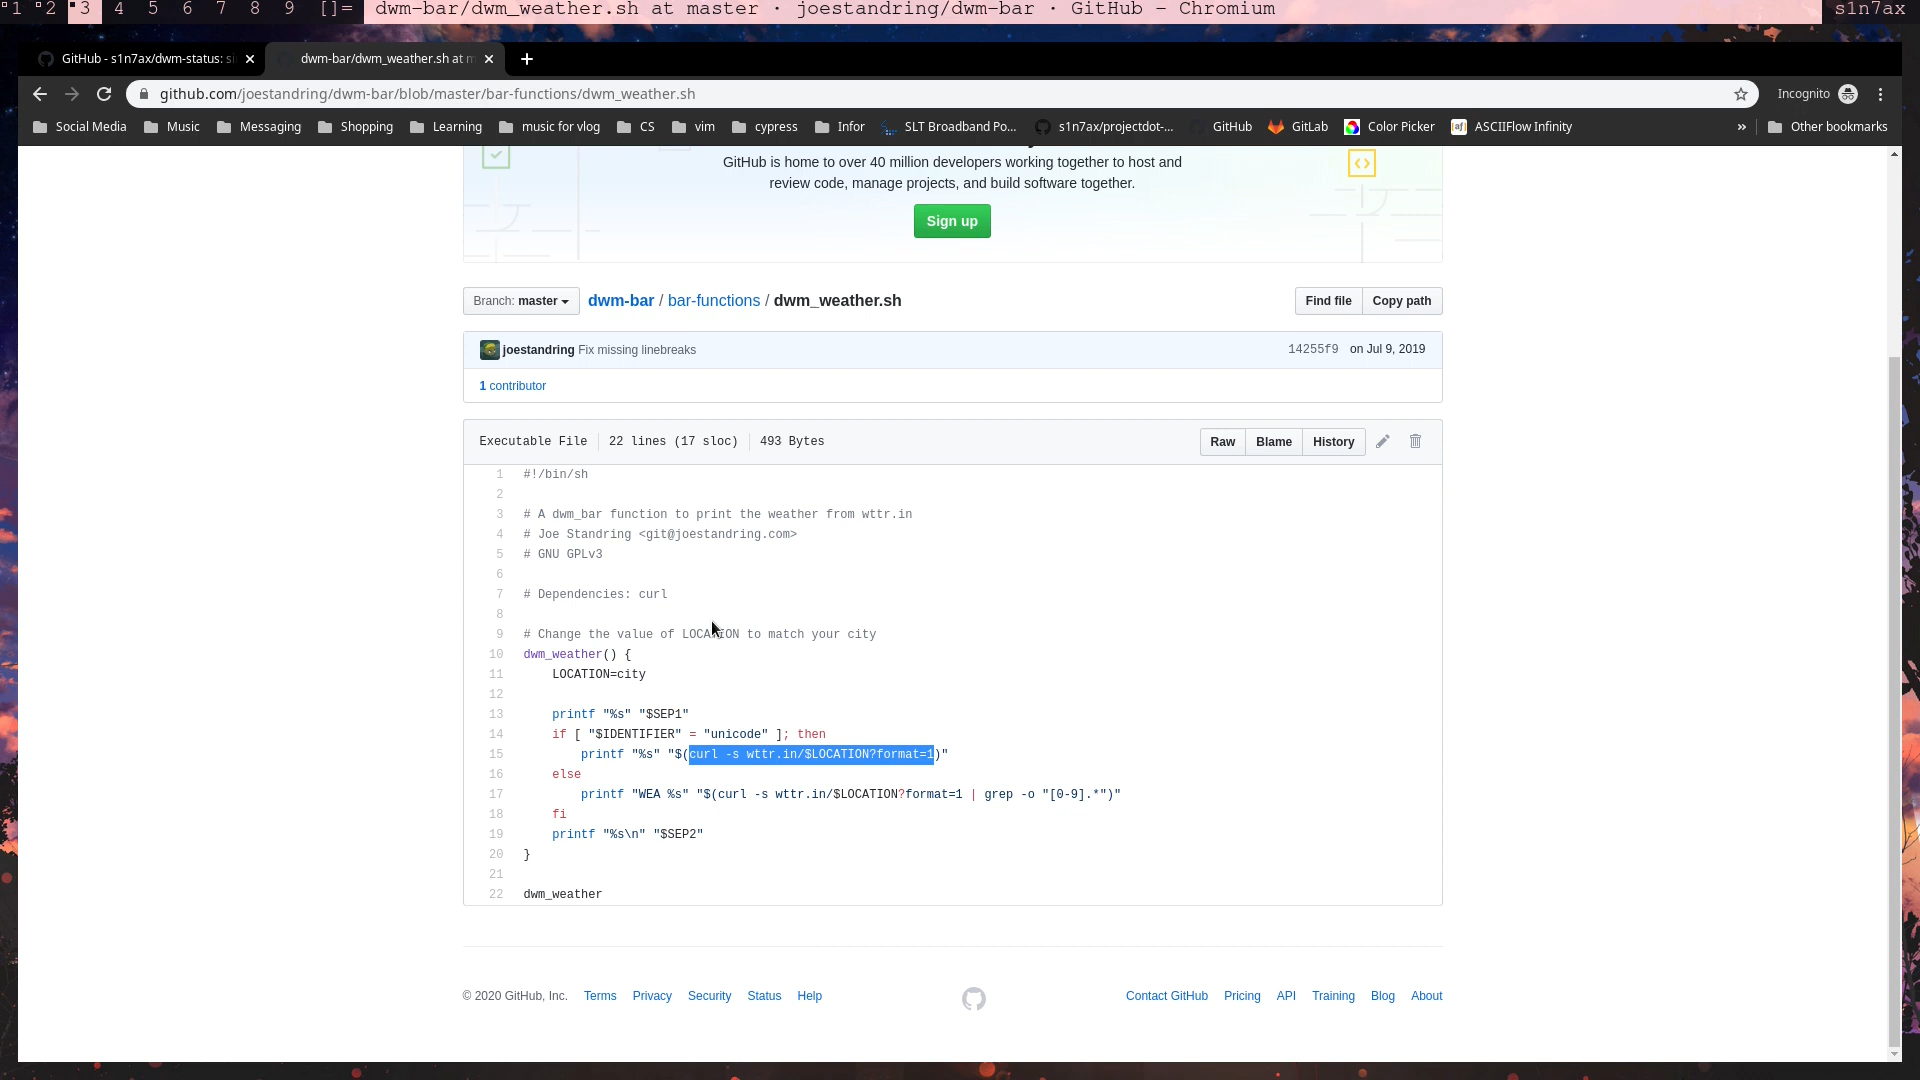 1 2 3 4 5 6 7 8 9 []= dwm-bar/dwm_weather.sh at master · joestandring/dwm-bar · GitHub - Chromium s1n7ax
GitHub - s1n7ax/dwm-status: dwm-bar/dwm_weather.sh at
github.com/joestandring/dwm-bar/blob/master/bar-functions/dwm_weather.sh Incognito
Social Media Music Messaging Shopping Learning music for vlog CS vim cypress Infor SLT Broadband Po... s1n7ax/projectdot-... GitHub GitLab Color Picker ASCIIFlow Infinity » Other bookmarks
GitHub is home to over 40 million developers working together to host and
review code, manage projects, and build software together.
Sign up
Branch: master dwm-bar / bar-functions / dwm_weather.sh Find file Copy path
joestandring Fix missing linebreaks 14255f9 on Jul 9, 2019
1 contributor
Executable File 22 lines (17 sloc) 493 Bytes Raw Blame History
1 #!/bin/sh
2
3 # A dwm_bar function to print the weather from wttr.in
4 # Joe Standring <git@joestandring.com>
5 # GNU GPLv3
6
7 # Dependencies: curl
8
9 # Change the value of LOCATION to match your city
10 dwm_weather() {
11 LOCATION=city
12
13 printf "%s" "$SEP1"
14 if [ "$IDENTIFIER" = "unicode" ]; then
15 printf "%s" "$(curl -s wttr.in/$LOCATION?format=1)"
16 else
17 printf "WEA %s" "$(curl -s wttr.in/$LOCATION?format=1 | grep -o "[0-9].*")"
18 fi
19 printf "%s\n" "$SEP2"
20 }
21
22 dwm_weather
© 2020 GitHub, Inc. Terms Privacy Security Status Help Contact GitHub Pricing API Training Blog About